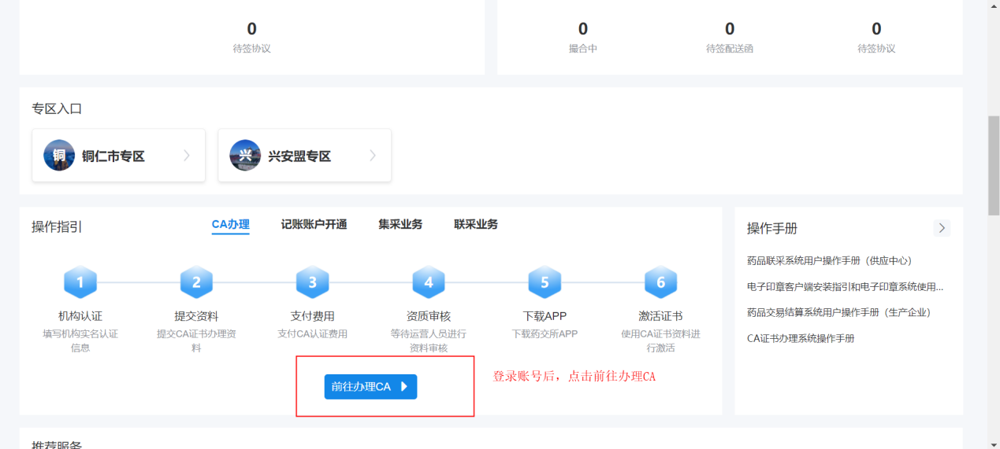 0
待签协议
0
撮合中
0
待签配送函
0
待签协议
专区入口
铜 铜仁市专区
兴 兴安盟专区
操作指引
CA办理
记账账户开通
集采业务
联采业务
1
2
3
4
5
6
机构认证
填写机构实名认证
信息
提交资料
提交CA证书办理资
料
支付费用
支付CA认证费用
资质审核
等待运营人员进行
资料审核
下载APP
下载药交所APP
激活证书
使用CA证书资料进
行激活
前往办理CA
登录账号后，点击前往办理CA
操作手册
药品联采系统用户操作手册（供应中心）
电子印章客户端安装指引和电子印章系统使用...
药品交易结算系统用户操作手册（生产企业）
CA证书办理系统操作手册
推荐服务